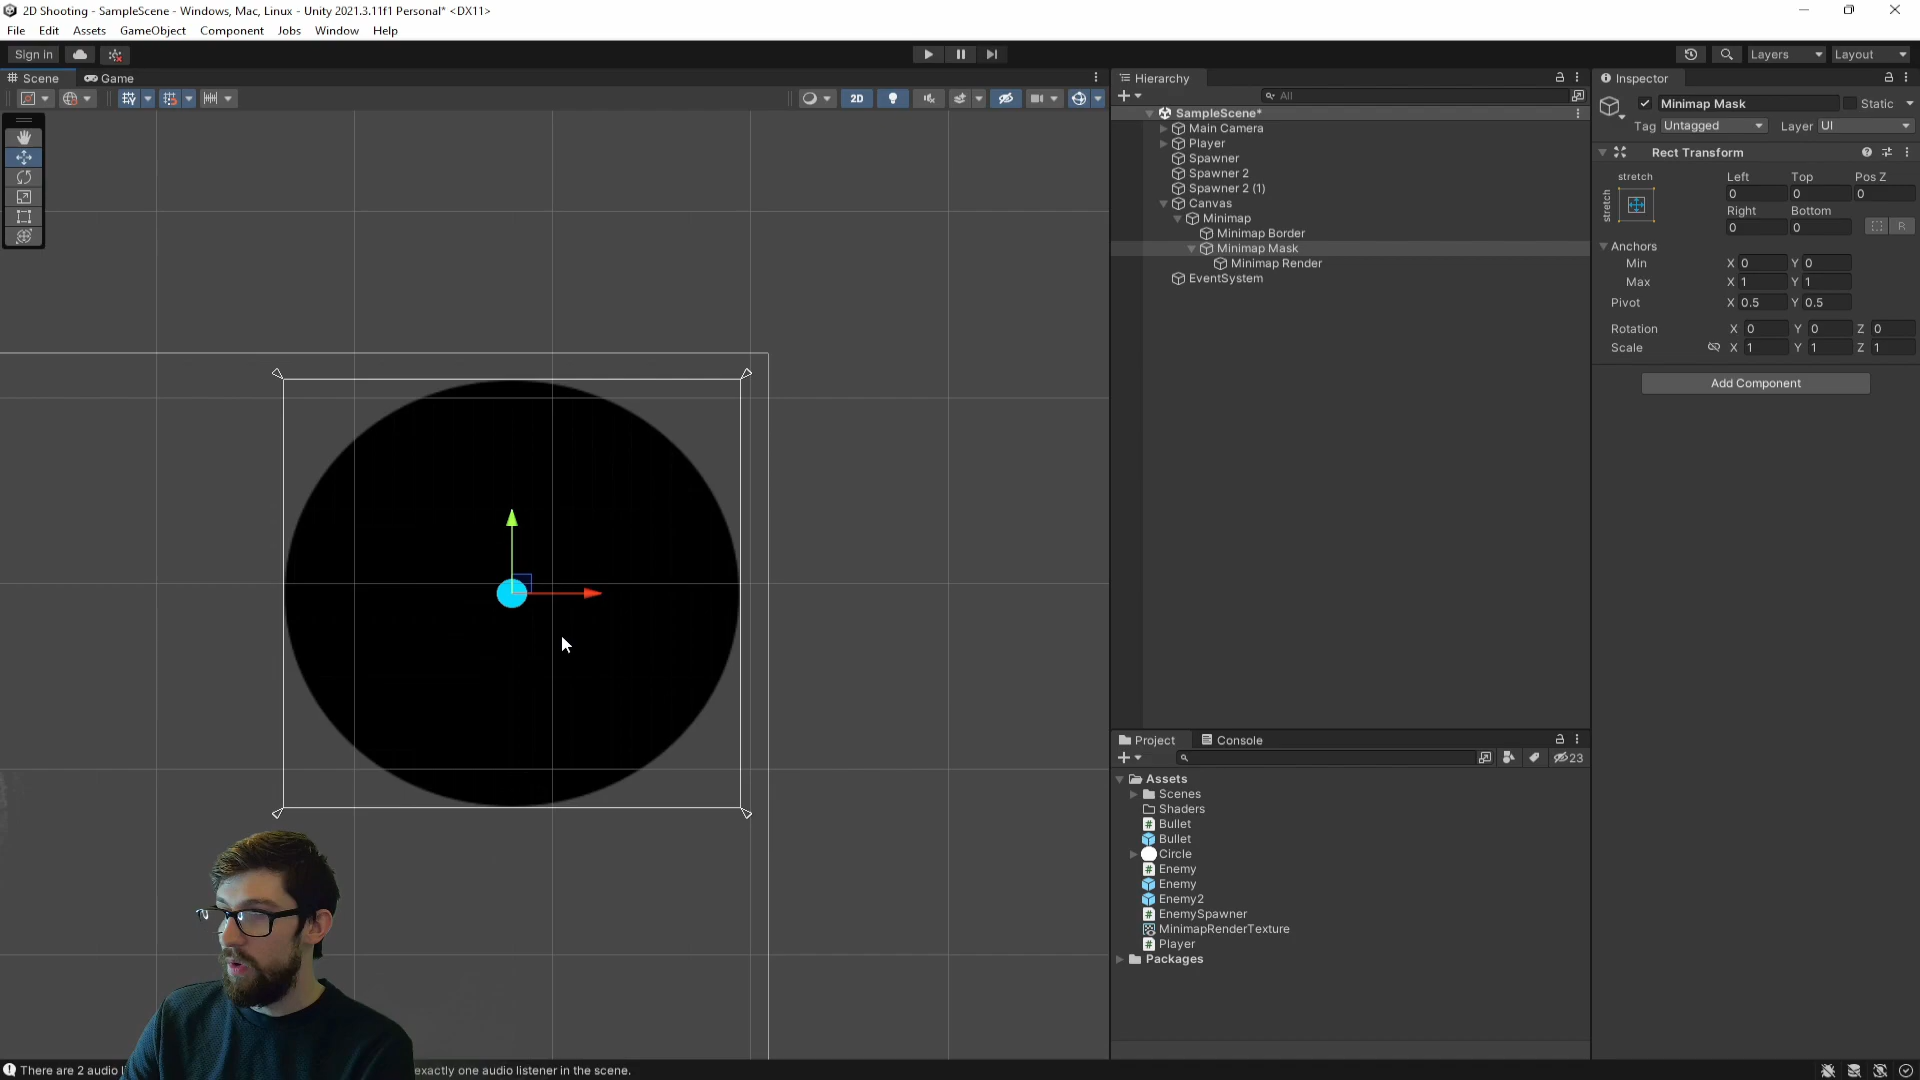 2D Shooting - SampleScene - Windows, Mac, Linux - Unity 2021.3.11f1 Personal* <DX11>
File Edit Assets GameObject Component Jobs Window Help
Sign In Layers Layout
Scene Game
2D
Hierarchy
All
SampleScene*
Main Camera
Player
Spawner
Spawner 2
Spawner 2 (1)
Canvas
Minimap
Minimap Border
Minimap Mask
Minimap Render
EventSystem
Inspector
Minimap Mask Static
Tag Untagged Layer UI
Rect Transform
stretch Left Top Pos Z
stretch 0 0 0
Right Bottom
0 0 R
Anchors
Min X 0 Y 0
Max X 1 Y 1
Pivot X 0.5 Y 0.5
Rotation X 0 Y 0 Z 0
Scale X 1 Y 1 Z 1
Add Component
Project Console
23
Assets
Scenes
Shaders
Bullet
Bullet
Circle
Enemy
Enemy
Enemy2
EnemySpawner
MinimapRenderTexture
Player
Packages
There are 2 audio exactly one audio listener in the scene.